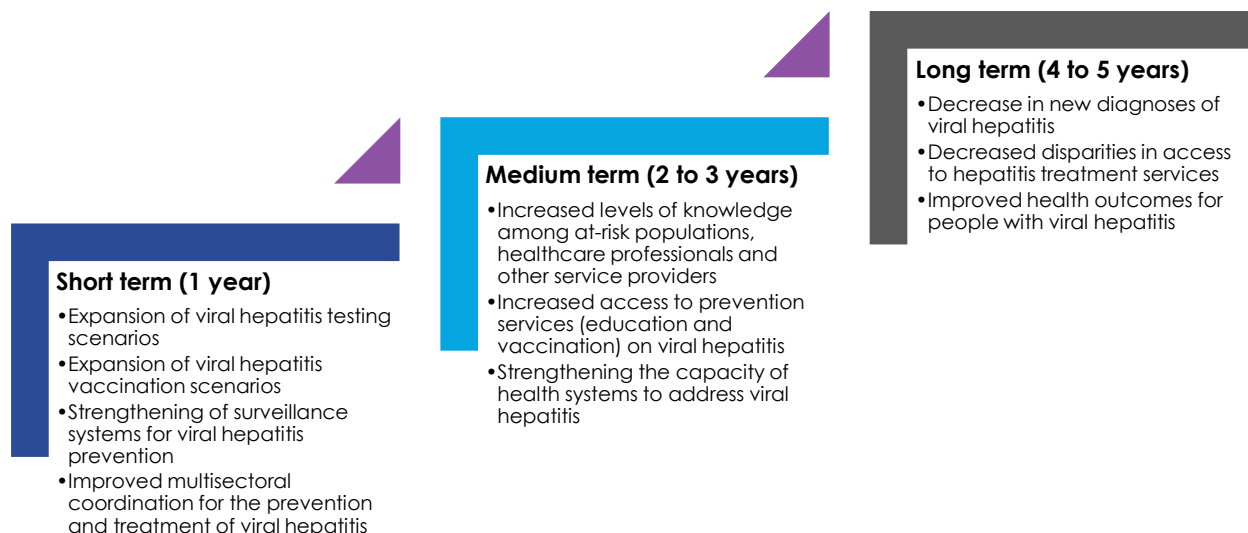 Short term (1 year)
•Expansion of viral hepatitis testing
scenarios
•Expansion of viral hepatitis
vaccination scenarios
•Strengthening of surveillance
systems for viral hepatitis
prevention
•Improved multisectoral
coordination for the prevention
and treatment of viral hepatitis
Medium term (2 to 3 years)
•Increased levels of knowledge
among at-risk populations,
healthcare professionals and
other service providers
•Increased access to prevention
services (education and
vaccination) on viral hepatitis
•Strengthening the capacity of
health systems to address viral
hepatitis
Long term (4 to 5 years)
•Decrease in new diagnoses of
viral hepatitis
•Decreased disparities in access
to hepatitis treatment services
•Improved health outcomes for
people with viral hepatitis